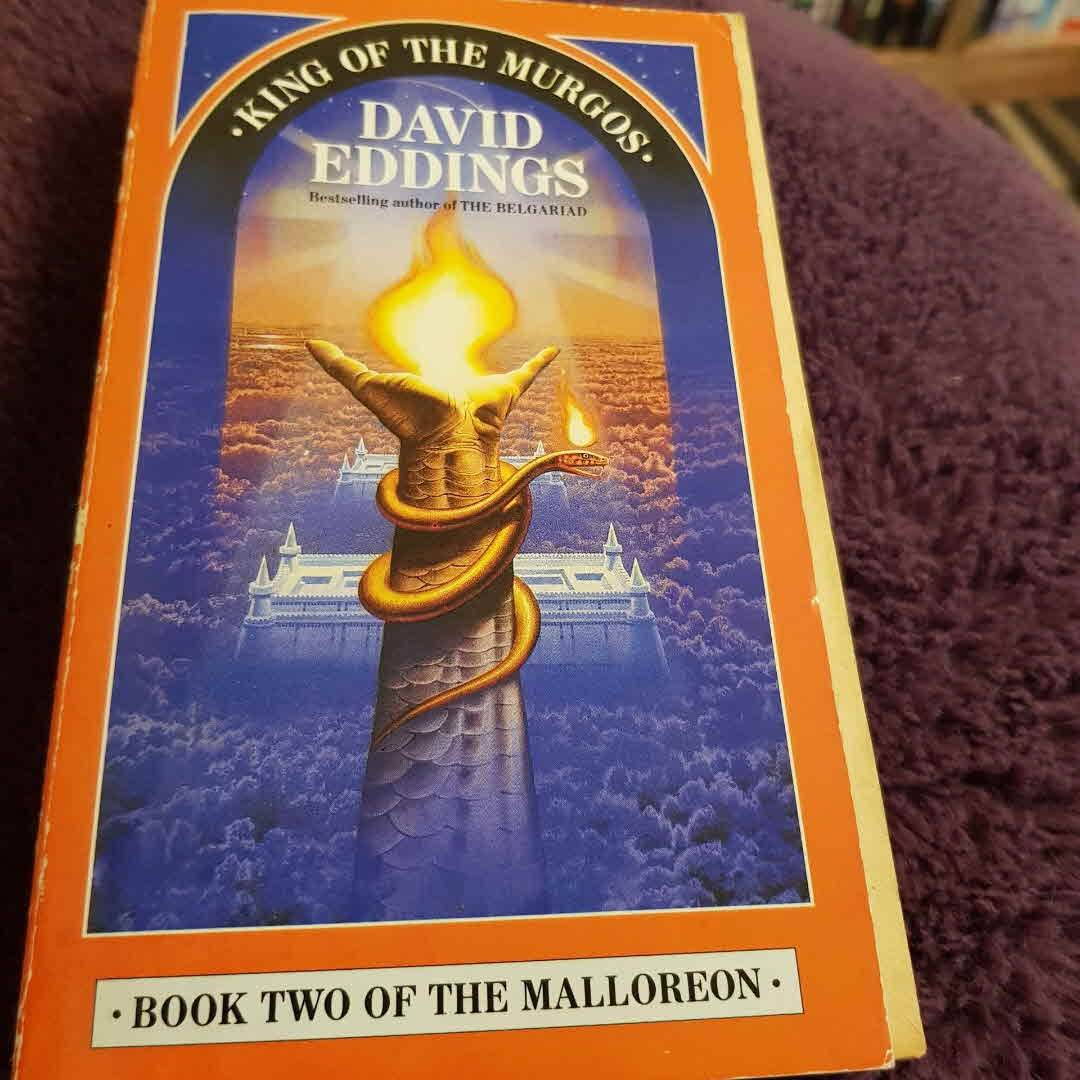 ·KING OF THE MURGOS·
DAVID
EDDINGS
Bestselling author of THE BELGARIAD
·BOOK TWO OF THE MALLOREON·